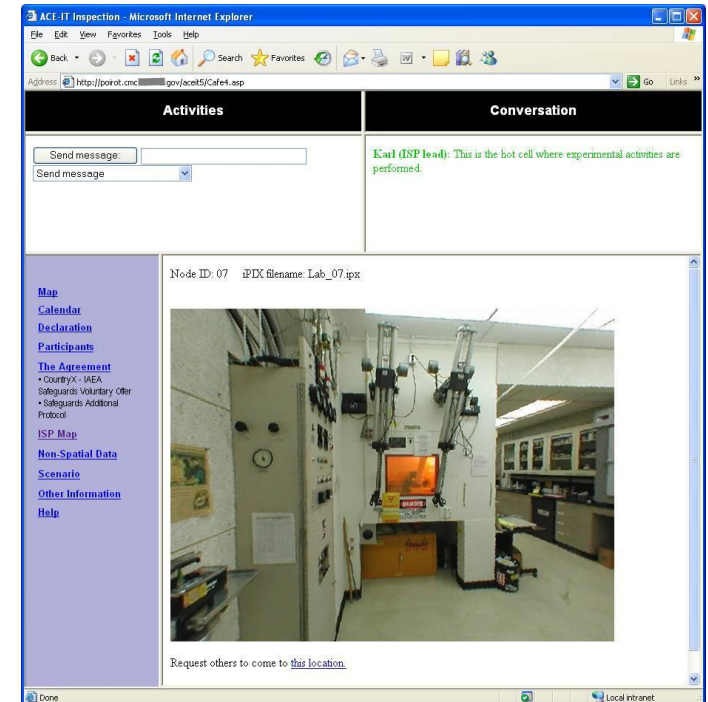 ACE-IT Inspection - Microsoft Internet Explorer
File Edit View Favorites Tools Help
Back Search Favorites
Address http://poirot.cmc .gov/aceit5/Cafe4.asp Go Links »
Activities
Conversation
Send message:
Send message
Karl (ISP lead): This is the hot cell where experimental activities are
performed.
Map
Calendar
Declaration
Participants
The Agreement
• CountryX - IAEA
Safeguards Voluntary Offer
• Safeguards Additional
Protocol
ISP Map
Non-Spatial Data
Scenario
Other Information
Help
Node ID: 07 iPIX filename: Lab_07.ipx
DANGER
Request others to come to this location.
Done Local intranet